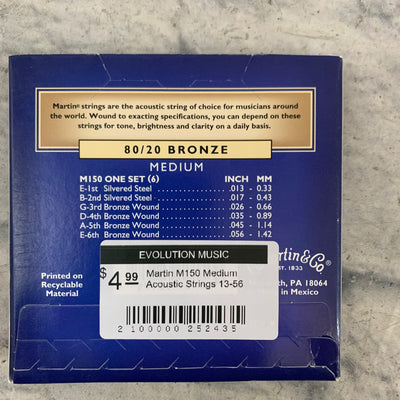 Martin® strings are the acoustic string of choice for musicians around
the world. Wound to exacting specifications, you can depend on these
strings for tone, brightness and clarity on a daily basis.
80/20 BRONZE
MEDIUM
M150 ONE SET (6) INCH MM
E-1st Silvered Steel .013 - 0.33
B-2nd Silvered Steel .017 - 0.43
G-3rd Bronze Wound .026 - 0.66
D-4th Bronze Wound .035 - 0.89
A-5th Bronze Wound .045 - 1.14
E-6th Bronze Wound .056 - 1.42
Printed on
Recyclable
Material
EVOLUTION MUSIC
$4.99
Martin M150 Medium
Acoustic Strings 13-56
2 100000 252435
artin & Co.
1833
th, PA 18064
in Mexico